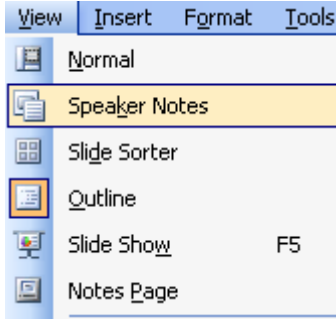 View Insert Format Tools
Normal
Speaker Notes
Slide Sorter
Outline
Slide Show F5
Notes Page